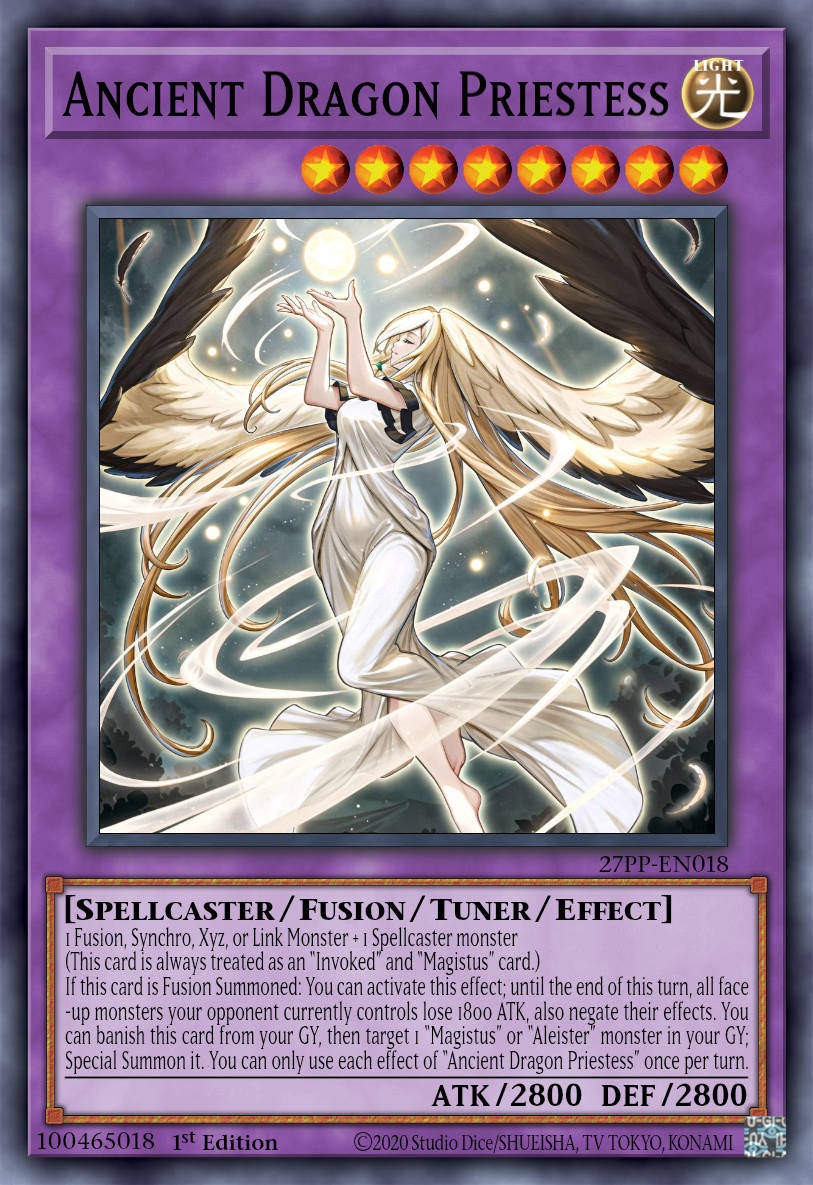 ANCIENT DRAGON PRIESTESS
LIGHT
光
27PP-EN018
[SPELLCASTER/FUSION/TUNER/EFFECT]
1 Fusion, Synchro, Xyz, or Link Monster + 1 Spellcaster monster
(This card is always treated as an "Invoked" and "Magistus" card.)
If this card is Fusion Summoned: You can activate this effect; until the end of this turn, all face
-up monsters your opponent currently controls lose 1800 ATK, also negate their effects. You
can banish this card from your GY, then target 1 "Magistus" or "Aleister" monster in your GY;
Special Summon it. You can only use each effect of "Ancient Dragon Priestess" once per turn.
ATK/2800 DEF/2800
100465018 1st Edition ©2020 Studio Dice/SHUEISHA, TV TOKYO, KONAMI